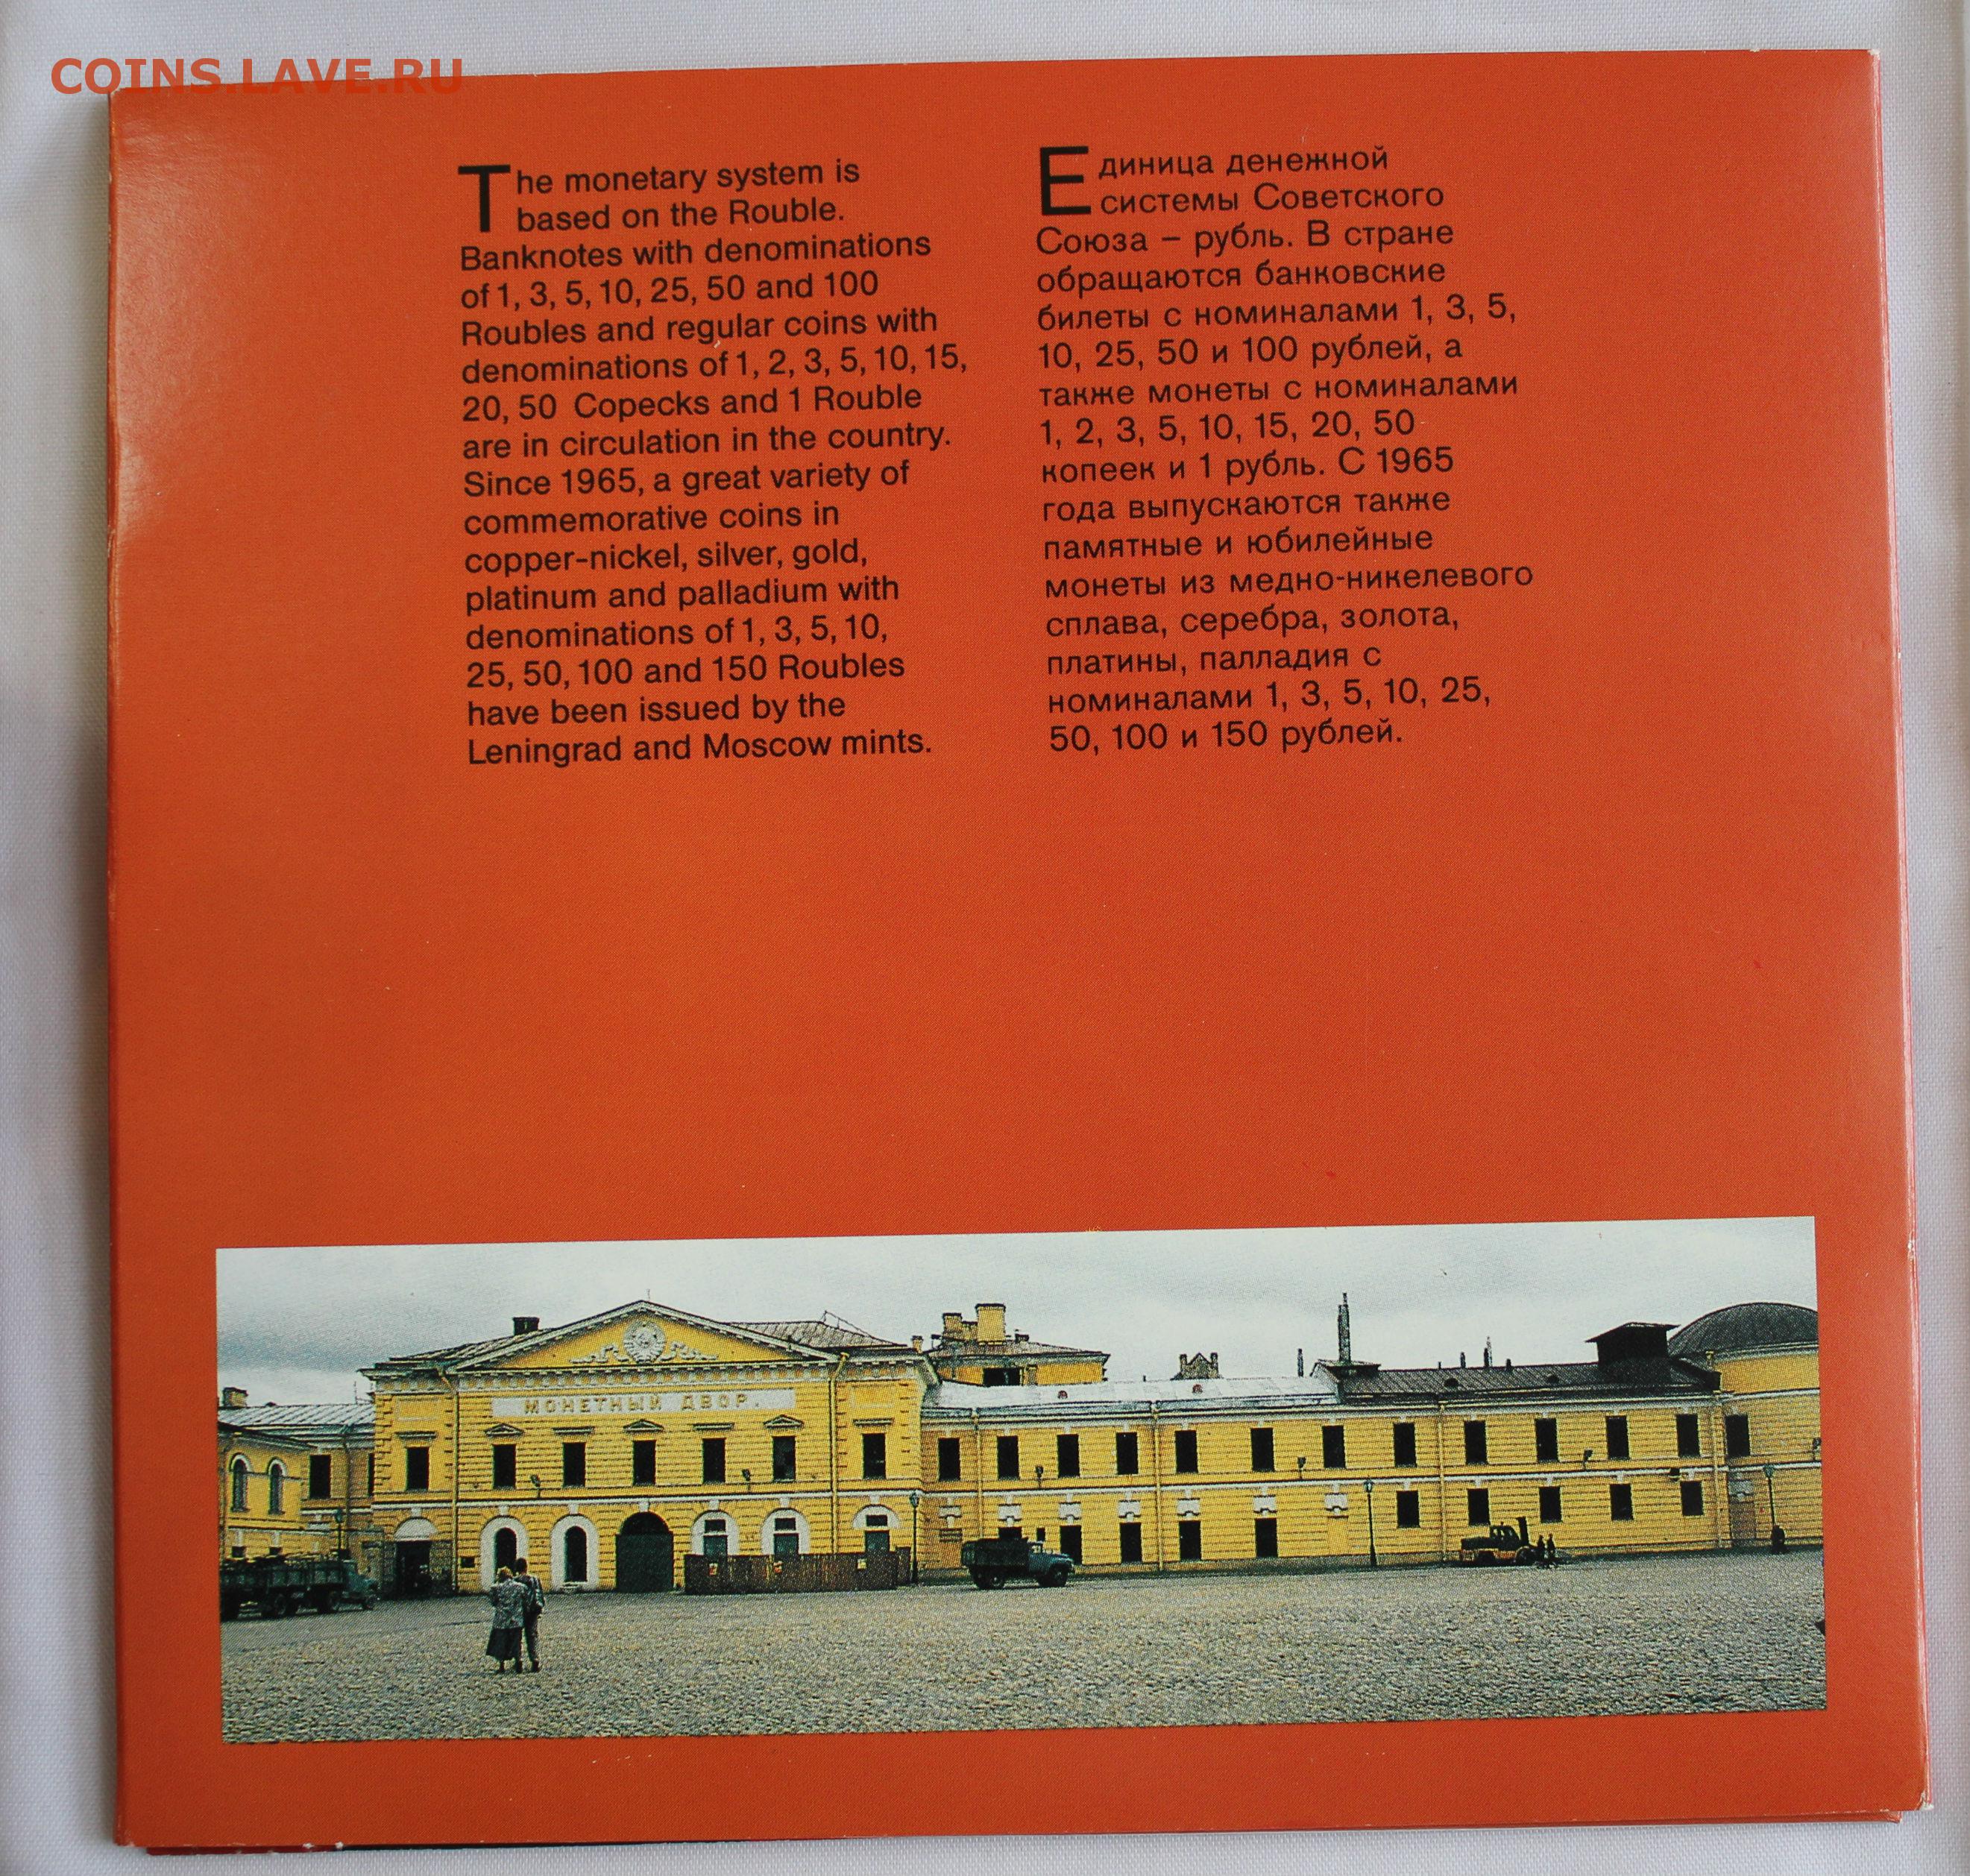 COINS.LAVE.RU
The monetary system is
based on the Rouble.
Banknotes with denominations
of 1, 3, 5, 10, 25, 50 and 100
Roubles and regular coins with
denominations of 1, 2, 3, 5, 10, 15,
20, 50 Copecks and 1 Rouble
are in circulation in the country.
Since 1965, a great variety of
commemorative coins in
copper-nickel, silver, gold,
platinum and palladium with
denominations of 1, 3, 5, 10,
25, 50, 100 and 150 Roubles
have been issued by the
Leningrad and Moscow mints.
Единица денежной
системы Советского
Союза – рубль. В стране
обращаются банковские
билеты с номиналами 1, 3, 5,
10, 25, 50 и 100 рублей, а
также монеты с номиналами
1, 2, 3, 5, 10, 15, 20, 50
копеек и 1 рубль. С 1965
года выпускаются также
памятные и юбилейные
монеты из медно-никелевого
сплава, серебра, золота,
платины, палладия с
номиналами 1, 3, 5, 10, 25,
50, 100 и 150 рублей.
МОНЕТНЫЙ ДВОР.